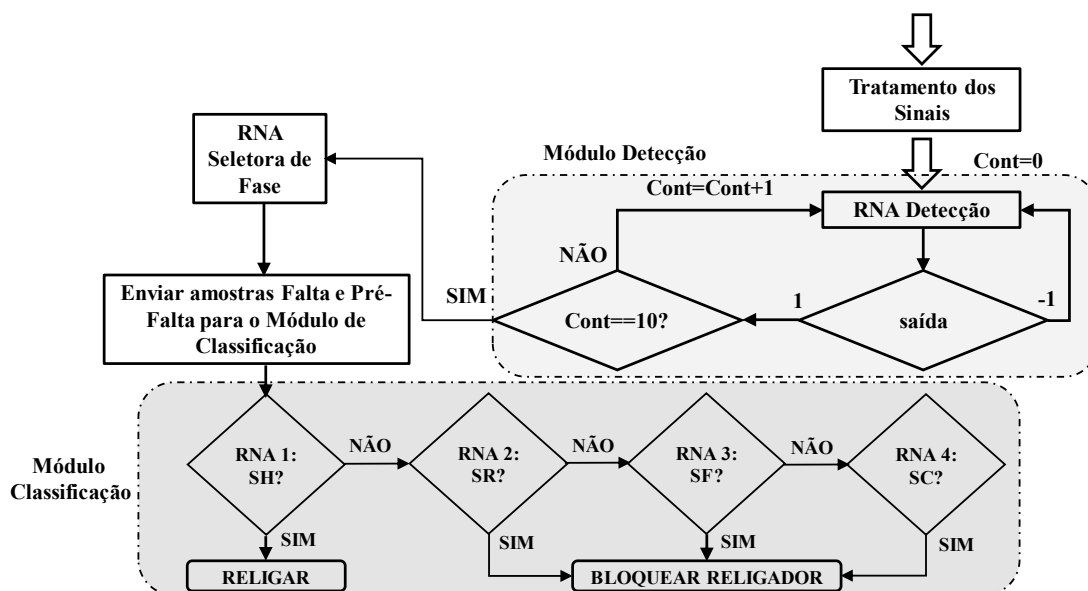 Tratamento dos
Sinais
Cont=0
Módulo Detecção
Cont=Cont+1
RNA Detecção
NÃO
SIM
Cont==10?
1
saída
-1
RNA
Seletora de
Fase
Enviar amostras Falta e Pré-
Falta para o Módulo de
Classificação
Módulo
Classificação
RNA 1:
SH?
NÃO
RNA 2:
SR?
NÃO
RNA 3:
SF?
NÃO
RNA 4:
SC?
SIM
SIM
SIM
SIM
RELIGAR
BLOQUEAR RELIGADOR